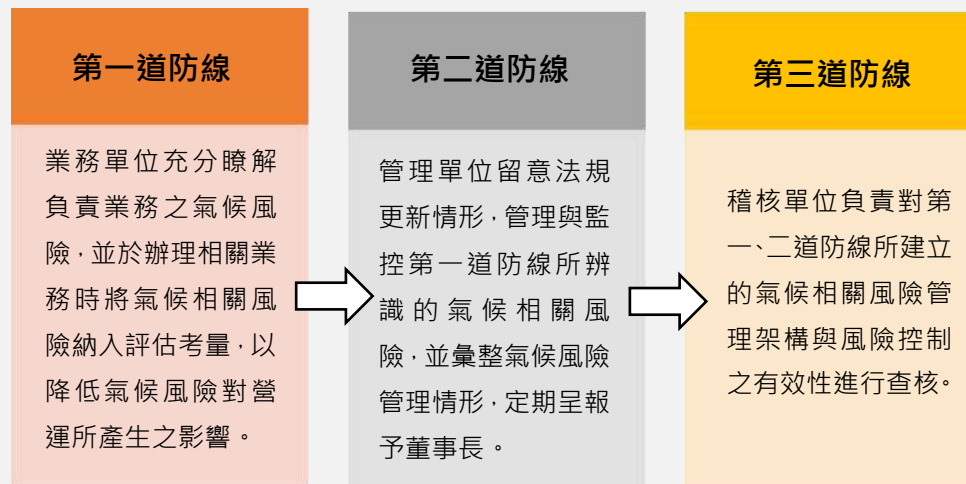 第一道防線
業務單位充分瞭解
負責業務之氣候風
險，並於辦理相關業
務時將氣候相關風
險納入評估考量，以
降低氣候風險對營
運所產生之影響。
第二道防線
管理單位留意法規
更新情形，管理與監
控第一道防線所辨
識的氣候相關風
險，並彙整氣候風險
管理情形，定期呈報
予董事長。
第三道防線
稽核單位負責對第
一、二道防線所建立
的氣候相關風險管
理架構與風險控制
之有效性進行查核。